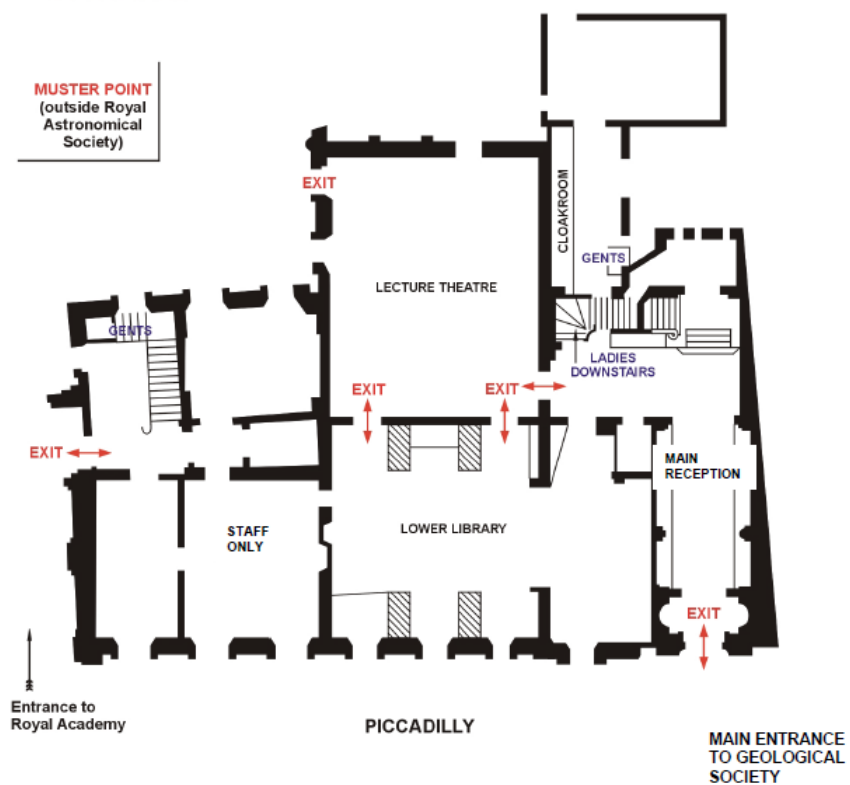 MUSTER POINT
(outside Royal
Astronomical
Society)
EXIT
CLOAKROOM
GENTS
LECTURE THEATRE
GENTS
LADIES
DOWNSTAIRS
EXIT
EXIT
EXIT
MAIN
RECEPTION
STAFF
ONLY
LOWER LIBRARY
EXIT
Entrance to
Royal Academy
PICCADILLY
MAIN ENTRANCE
TO GEOLOGICAL
SOCIETY